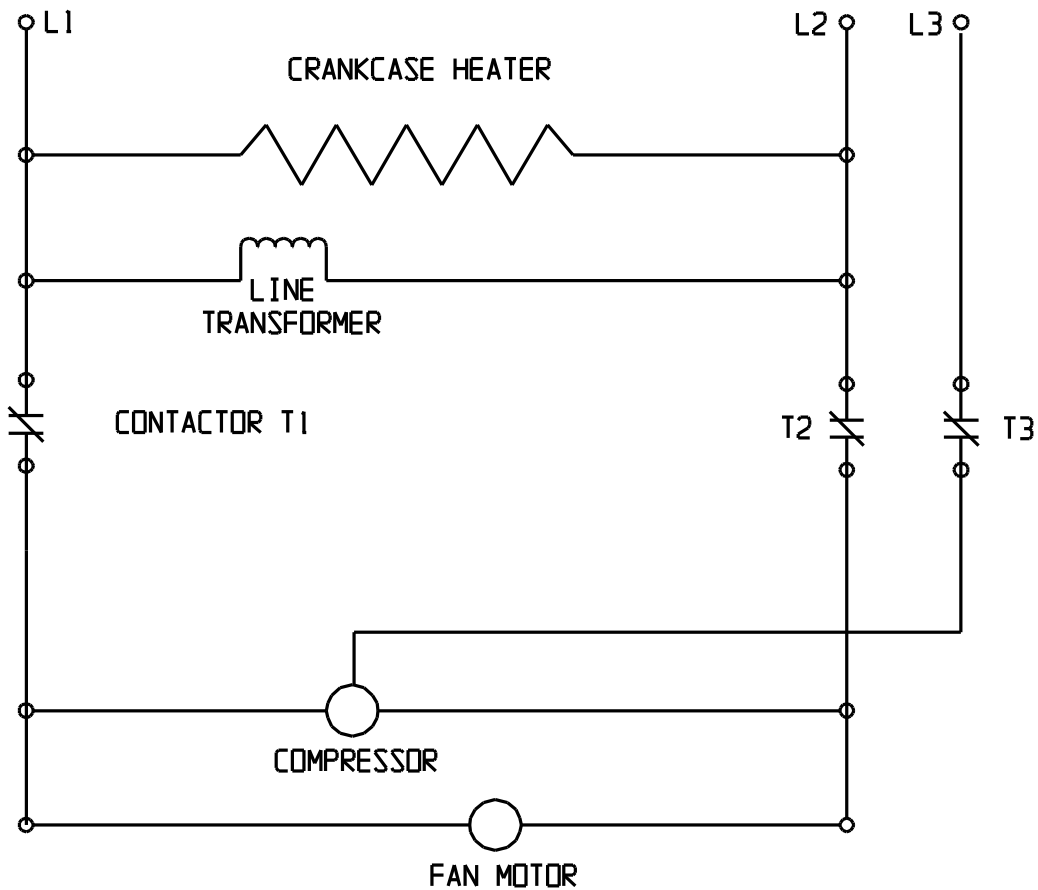 L1
L2
L3
CRANKCASE HEATER
LINE
TRANSFORMER
CONTACTOR T1
T2
T3
COMPRESSOR
FAN MOTOR